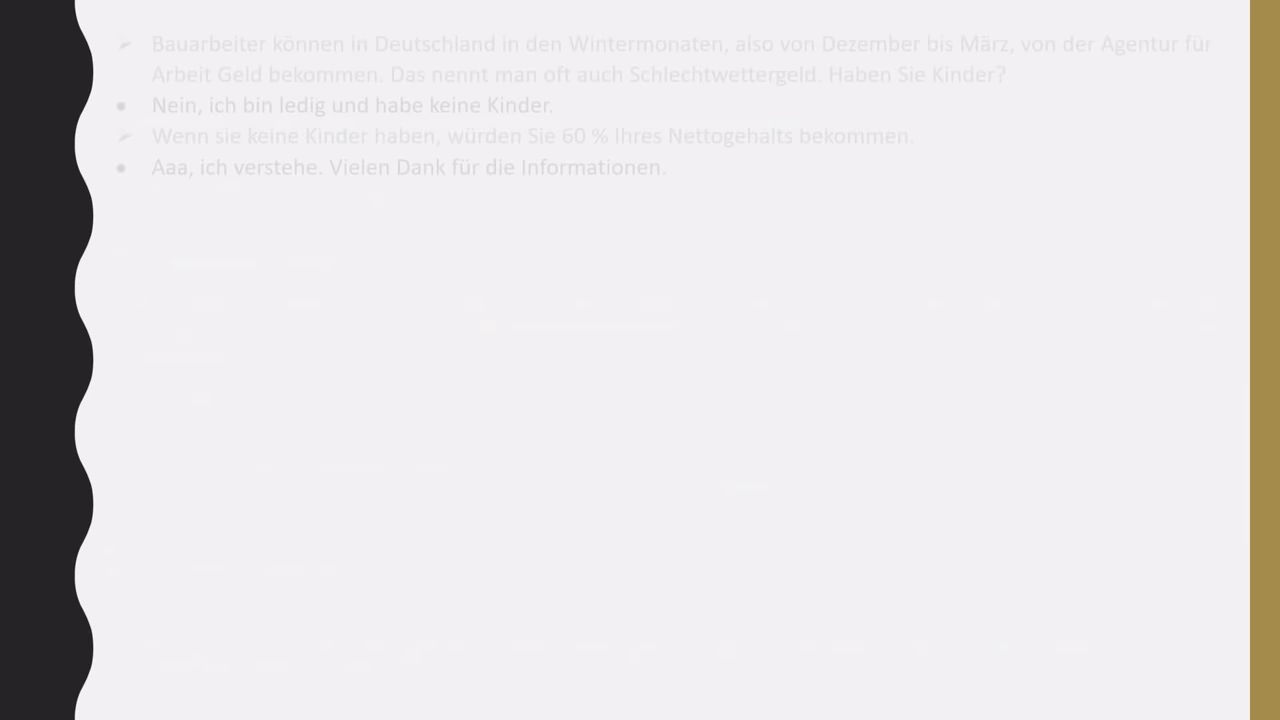 ➢ Bauarbeiter können in Deutschland in den Wintermonaten, also von Dezember bis März, von der Agentur für
Arbeit Geld bekommen. Das nennt man oft auch Schlechtwettergeld. Haben Sie Kinder?
• Nein, ich bin ledig und habe keine Kinder.
➢ Wenn sie keine Kinder haben, würden Sie 60 % Ihres Nettogehalts bekommen.
• Aaa, ich verstehe. Vielen Dank für die Informationen.